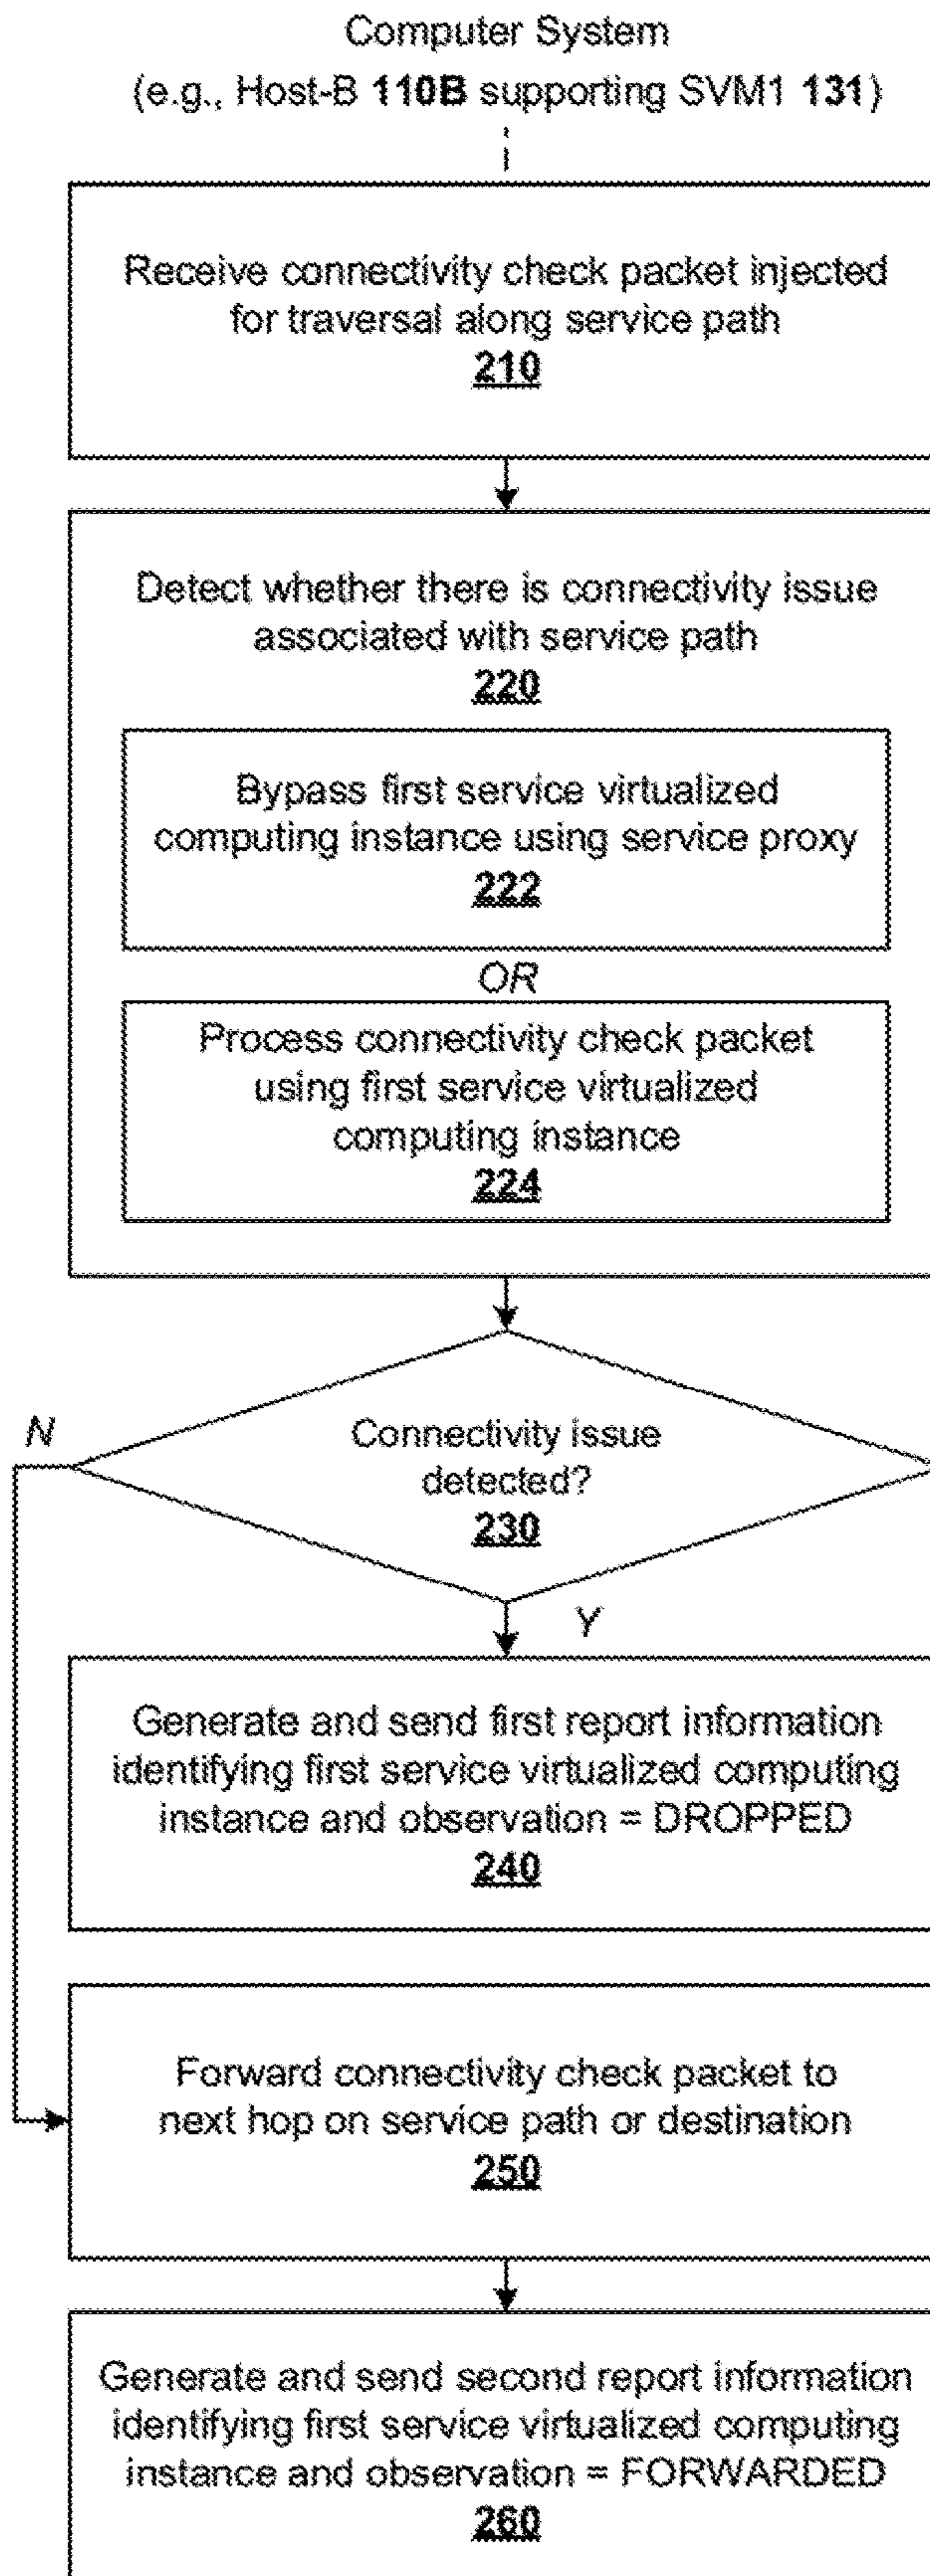 Computer System
(e.g., Host-B 110B supporting SVM1 131)
Receive connectivity check packet injected
for traversal along service path
210
Detect whether there is connectivity issue
associated with service path
220
Bypass first service virtualized
computing instance using service proxy
222
OR
Process connectivity check packet
using first service virtualized
computing instance
224
N
Connectivity issue
detected?
230
Y
Generate and send first report information
identifying first service virtualized computing
instance and observation = DROPPED
240
Forward connectivity check packet to
next hop on service path or destination
250
Generate and send second report information
identifying first service virtualized computing
instance and observation = FORWARDED
260